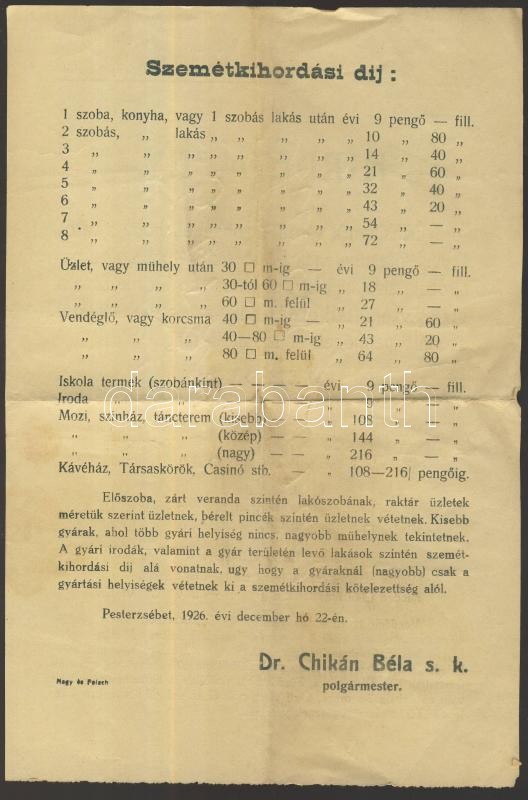 Szemétkihordási dij :
1 szoba, konyha, vagy 1 szobás lakás után évi 9 pengő — fill.
2 szobás, „ lakás „ „ „ „ „ 10 „ 80 „
3 „ „ „ „ „ „ „ „ 14 „ 40 „
4 „ „ „ „ „ „ „ „ 21 „ 60 „
5 „ „ „ „ „ „ „ „ 32 „ 40 „
6 „ „ „ „ „ „ „ „ 43 „ 20 „
7 „ „ „ „ „ „ „ „ 54 „ — „
8 „ „ „ „ „ „ „ „ 72 „ — „
Üzlet, vagy mühely után 30 □ m-ig — évi 9 pengő — fill.
„ „ „ „ 30-tól 60 □ m-ig „ 18 „ — „
„ „ „ „ 60 □ m. felül „ 27 „ — „
Vendéglő, vagy korcsma 40 □ m-ig — „ 21 „ 60 „
„ „ „ 40—80 □ m-ig „ 43 „ 20 „
„ „ „ 80 □ m. felül „ 64 „ 80 „
Iskola termek (szobánkint) — — — — évi 9 pengő — fill.
Iroda „ „ — — — — „ 9 „ — „
Mozi, szinház, táncterem (kisebb) — — „ 108 „ — „
„ „ „ (közép) — — „ 144 „ — „
„ „ „ (nagy) — — „ 216 „ — „
Kávéház, Társaskörök, Casinó stb. — „ 108—216/ pengőig.
Előszoba, zárt veranda szintén lakószobának, raktár üzletek
méretük szerint üzletnek, bérelt pincék szintén üzletnek vétetnek. Kisebb
gyárak, ahol több gyári helyiség nincs, nagyobb mühelynek tekintetnek.
A gyári irodák, valamint a gyár területén levő lakások szintén szemét-
kihordási dij alá vonatnak, ugy hogy a gyáraknál (nagyobb) csak a
gyártási helyiségek vétetnek ki a szemétkihordási kötelezettség alól.
Pesterzsébet, 1926. évi december hó 22-én.
Dr. Chikán Béla s. k.
polgármester.
Nagy és Pelach
darabanth